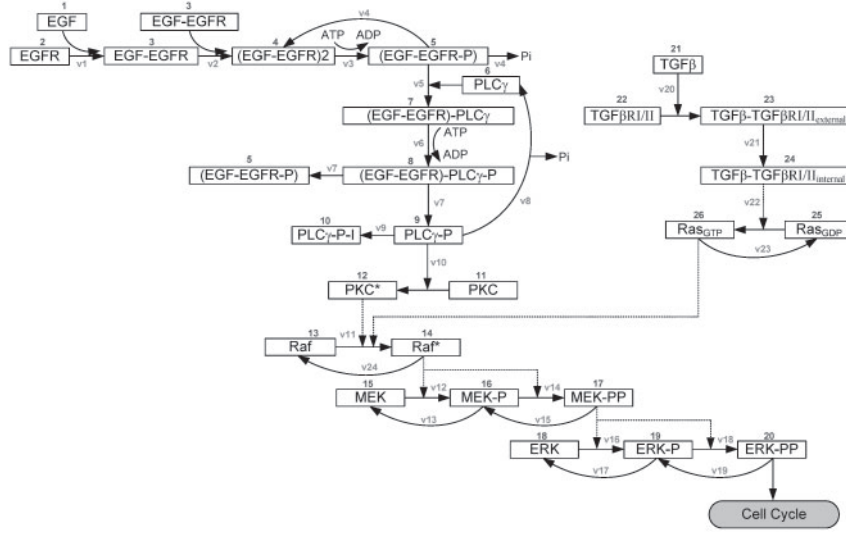 1
EGF
3
EGF-EGFR
2
EGFR
v1
3
EGF-EGFR
v2
4
(EGF-EGFR)2
ATP
ADP
v3
v4
5
(EGF-EGFR-P)
v4
Pi
v5
6
PLCγ
7
(EGF-EGFR)-PLCγ
v6
ATP
ADP
5
(EGF-EGFR-P)
v7
8
(EGF-EGFR)-PLCγ-P
Pi
v8
v7
10
PLCγ-P-I
v9
9
PLCγ-P
v10
12
PKC*
11
PKC
21
TGFβ
v20
22
TGFβRI/II
23
TGFβ-TGFβRI/IIexternal
v21
24
TGFβ-TGFβRI/IIinternal
v22
26
RasGTP
25
RasGDP
v23
13
Raf
v11
14
Raf*
v24
15
MEK
v12
16
MEK-P
v14
17
MEK-PP
v13
v15
18
ERK
v16
19
ERK-P
v18
20
ERK-PP
v17
v19
Cell Cycle